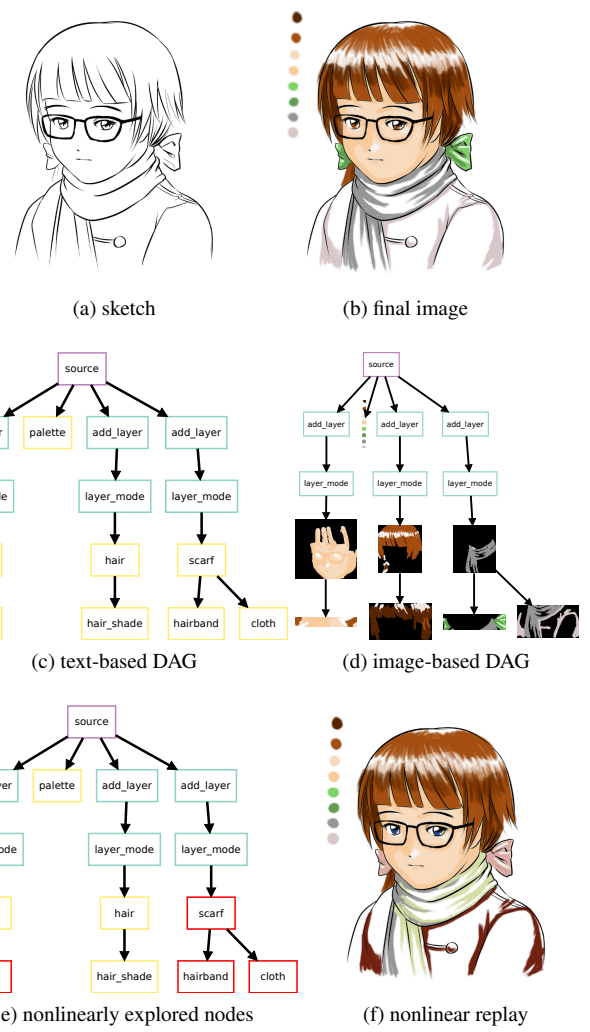 (a) sketch
(b) final image
source
palette
add_layer
add_layer
layer_mode
layer_mode
hair
scarf
hair_shade
hairband
cloth
(c) text-based DAG
source
add_layer
add_layer
add_layer
layer_mode
layer_mode
layer_mode
(d) image-based DAG
source
palette
add_layer
add_layer
layer_mode
layer_mode
hair
scarf
hair_shade
hairband
cloth
e) nonlinearly explored nodes
(f) nonlinear replay